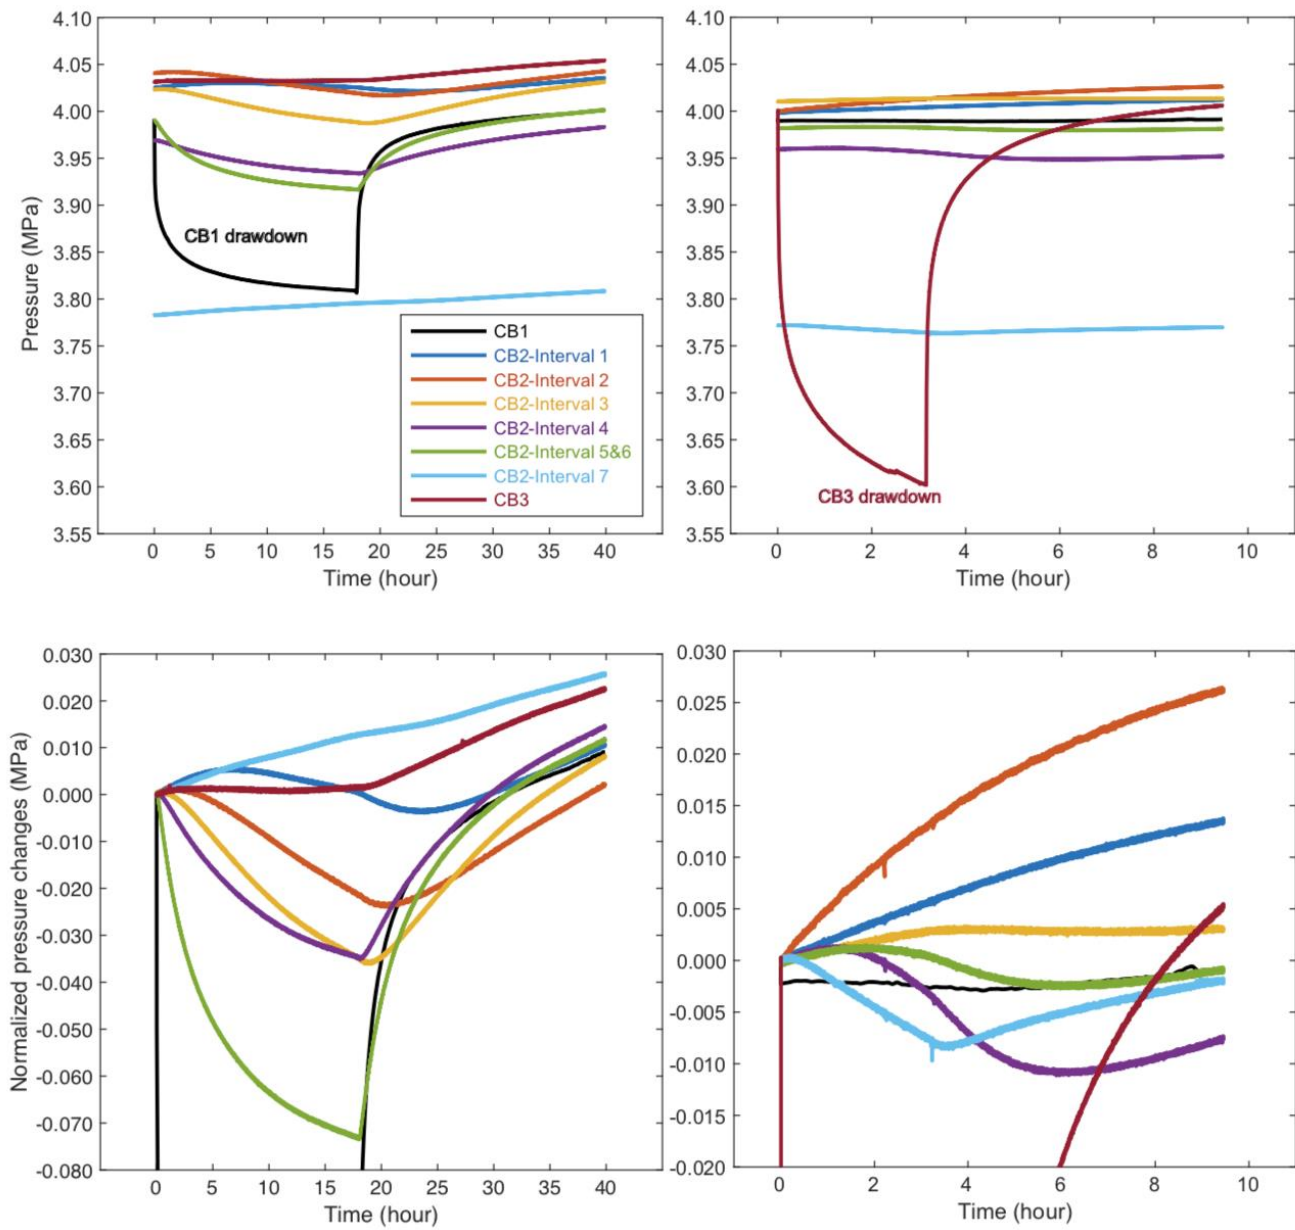 4.10
4.05
4.00
3.95
3.90
3.85
3.80
3.75
3.70
3.65
3.60
3.55
Pressure (MPa)
CB1 drawdown
CB1
CB2-Interval 1
CB2-Interval 2
CB2-Interval 3
CB2-Interval 4
CB2-Interval 5&6
CB2-Interval 7
CB3
0 5 10 15 20 25 30 35 40
Time (hour)
4.10
4.05
4.00
3.95
3.90
3.85
3.80
3.75
3.70
3.65
3.60
3.55
CB3 drawdown
0 2 4 6 8 10
Time (hour)
0.030
0.020
0.010
0.000
-0.010
-0.020
-0.030
-0.040
-0.050
-0.060
-0.070
-0.080
Normalized pressure changes (MPa)
0 5 10 15 20 25 30 35 40
Time (hour)
0.030
0.025
0.020
0.015
0.010
0.005
0.000
-0.005
-0.010
-0.015
-0.020
0 2 4 6 8 10
Time (hour)